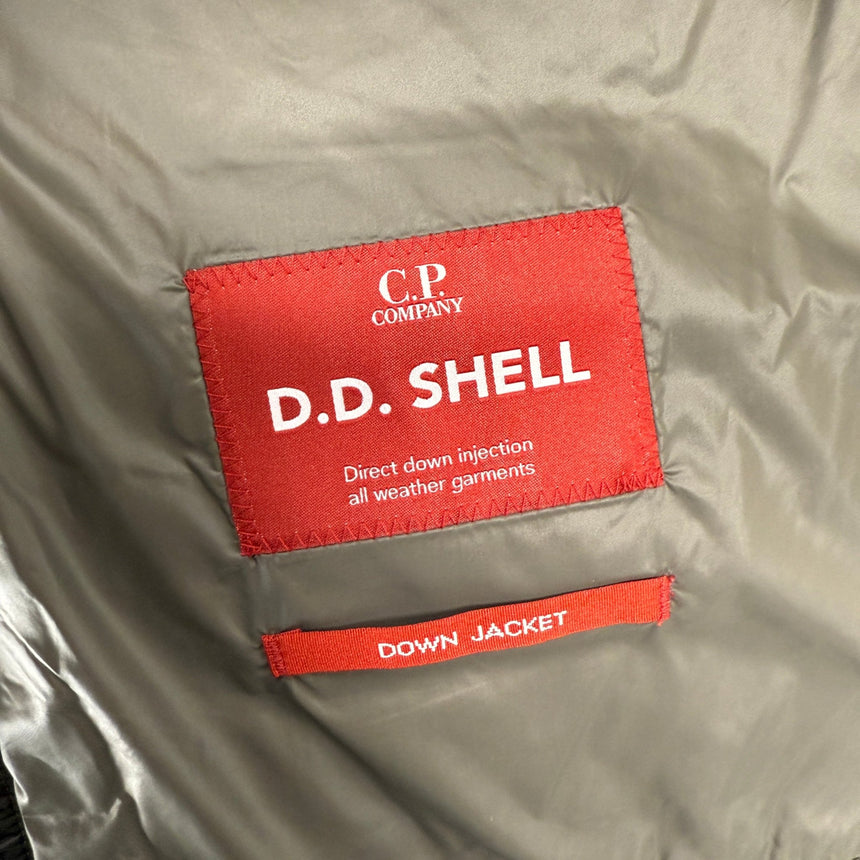 C.P.
COMPANY
D.D. SHELL
Direct down injection
all weather garments
DOWN JACKET